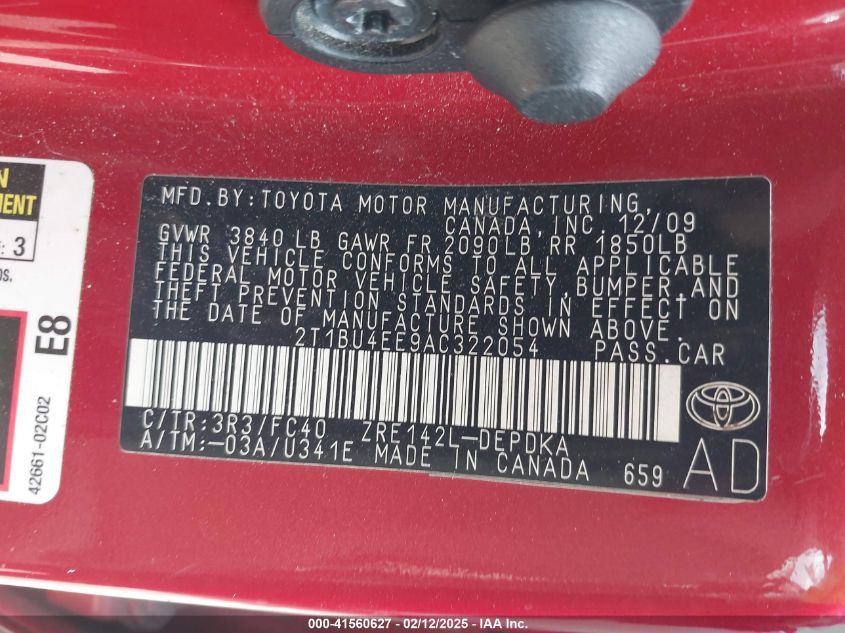 MFD.BY:TOYOTA MOTOR MANUFACTURING,
CANADA, INC. 12/09
GVWR 3840 LB GAWR FR 2090LB RR 1850LB
THIS VEHICLE CONFORMS TO ALL APPLICABLE
FEDERAL MOTOR VEHICLE SAFETY, BUMPER,AND
THEFT PREVENTION STANDARDS IN EFFECT ON
THE DATE OF MANUFACTURE SHOWN ABOVE.
2T1BU4EE9AC322054 PASS.CAR
C/TR:3R3/FC40 ZRE142L-DEPDKA
A/TM:-03A/U341E MADE IN CANADA 659
AD
: 3
E8
42661-02C02
000-41560627 - 02/12/2025 - IAA Inc.